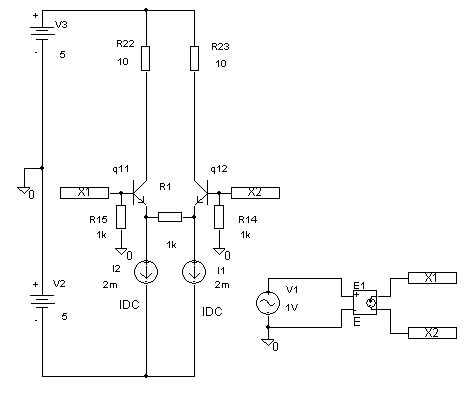 +
V3
-
5
R22
10
R23
10
q11
q12
X1
R1
X2
0
R15
1k
1k
R14
1k
0
0
I2
2m
IDC
I1
2m
IDC
+
V2
-
5
V1
1V
0
E1
+
-
E
X1
X2